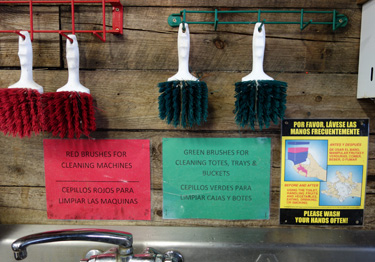 RED BRUSHES FOR
CLEANING MACHINES
CEPILLOS ROJOS PARA
LIMPIAR LAS MAQUINAS
GREEN BRUSHES FOR
CLEANING TOTES, TRAYS &
BUCKETS
CEPILLOS VERDES PARA
LIMPIAR CAJAS Y BOTES
POR FAVOR, LÁVESE LAS
MANOS FRECUENTEMENTE
ANTES Y DESPUÉS
BEFORE AND AFTER
PLEASE WASH
YOUR HANDS OFTEN!